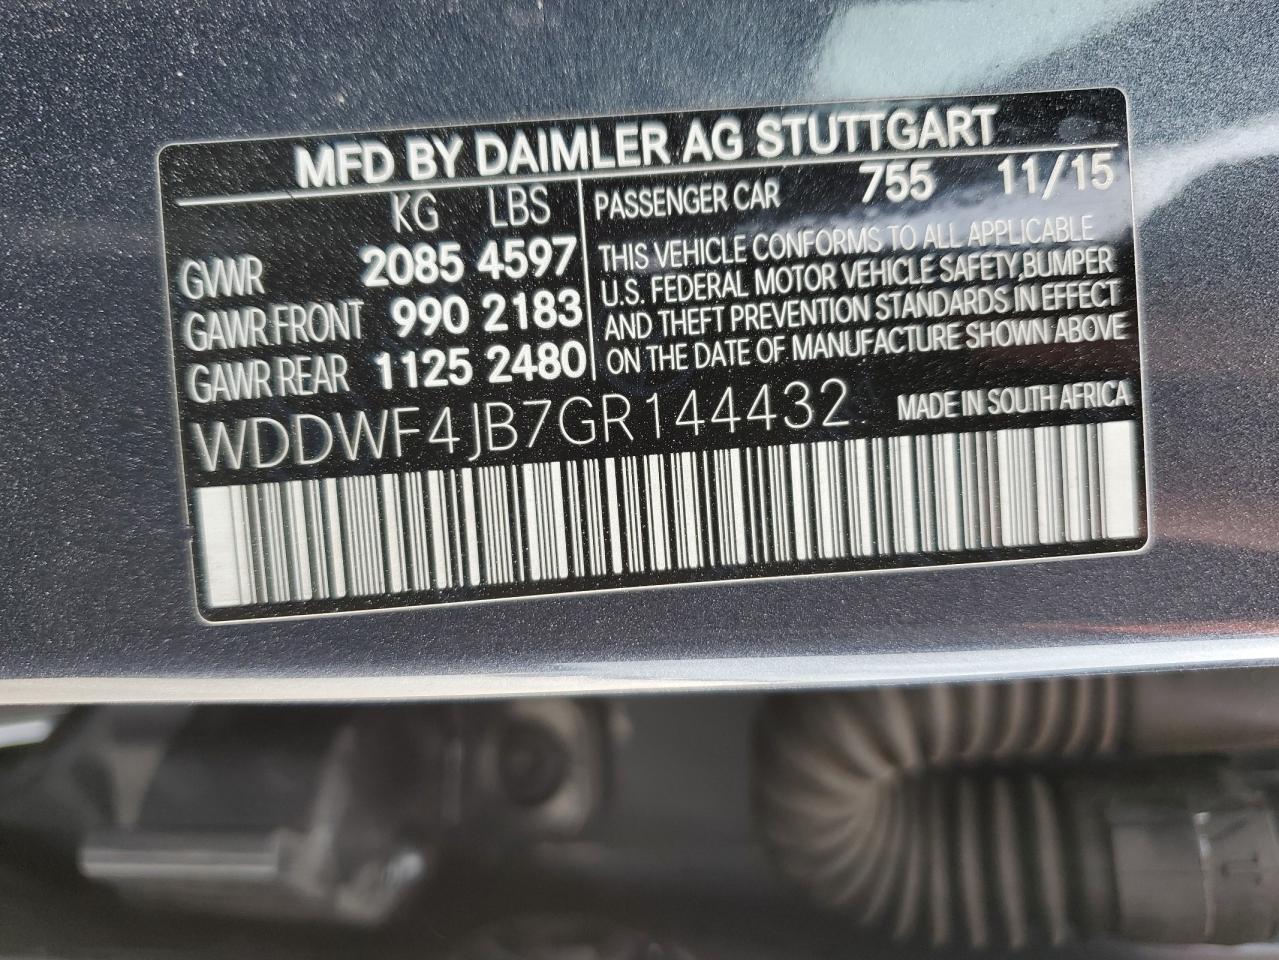 MFD BY DAIMLER AG STUTTGART
KG LBS
GVWR 2085 4597
GAWR FRONT 990 2183
GAWR REAR 1125 2480
PASSENGER CAR 755 11/15
THIS VEHICLE CONFORMS TO ALL APPLICABLE
U.S. FEDERAL MOTOR VEHICLE SAFETY,BUMPER
AND THEFT PREVENTION STANDARDS IN EFFECT
ON THE DATE OF MANUFACTURE SHOWN ABOVE
WDDWF4JB7GR144432 MADE IN SOUTH AFRICA